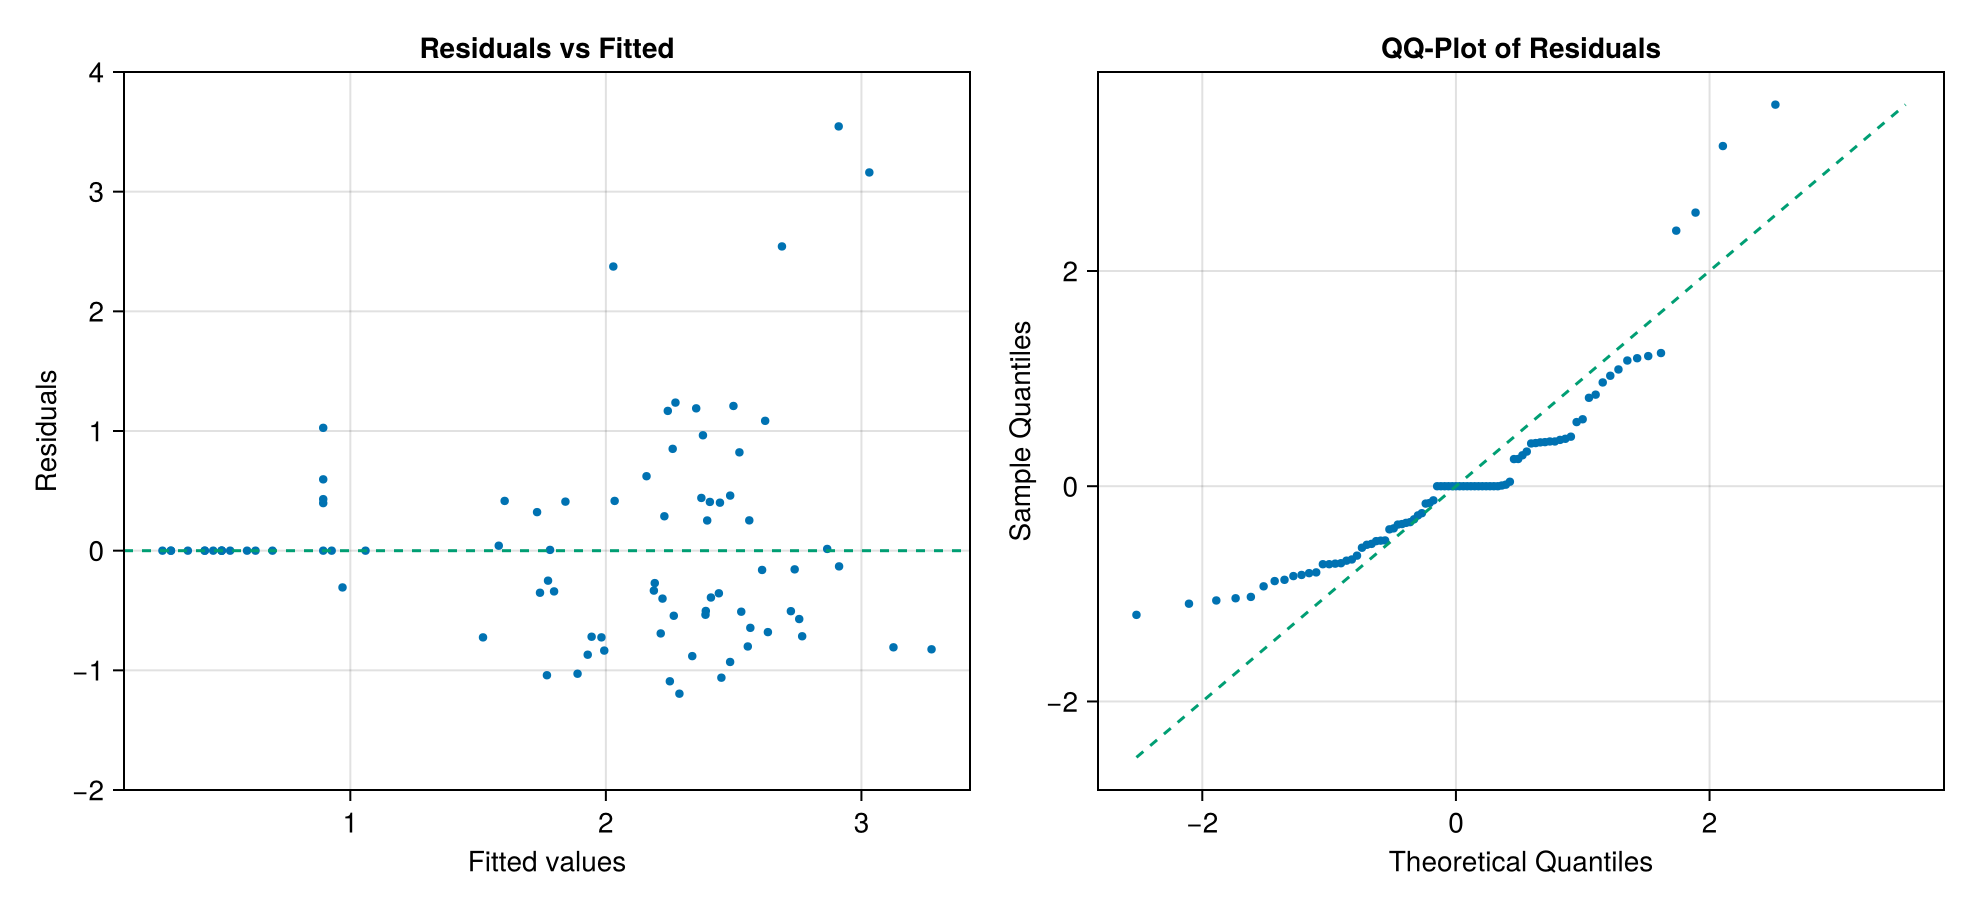 Residuals vs Fitted
4
3
2
1
0
−1
−2
Residuals
1
2
3
Fitted values
QQ-Plot of Residuals
2
0
−2
Sample Quantiles
−2
0
2
Theoretical Quantiles